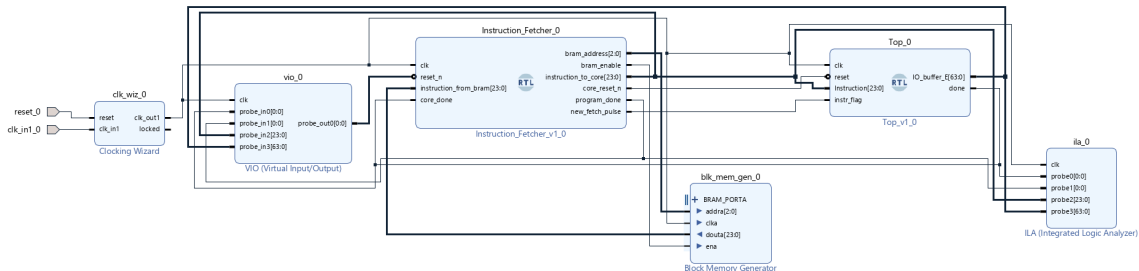 reset_0
clk_in1_0
clk_wiz_0
reset
clk_in1
clk_out1
locked
Clocking Wizard
vio_0
clk
probe_in0[0:0]
probe_in1[0:0]
probe_in2[23:0]
probe_in3[63:0]
probe_out0[0:0]
VIO (Virtual Input/Output)
Instruction_Fetcher_0
clk
reset_n
instruction_from_bram[23:0]
core_done
RTL
bram_address[2:0]
bram_enable
instruction_to_core[23:0]
core_reset_n
program_done
new_fetch_pulse
Instruction_Fetcher_v1_0
blk_mem_gen_0
BRAM_PORTA
addra[2:0]
clka
douta[23:0]
ena
Block Memory Generator
Top_0
clk
reset
Instruction[23:0]
instr_flag
RTL
IO_buffer_E[63:0]
done
Top_v1_0
ila_0
clk
probe0[0:0]
probe1[0:0]
probe2[23:0]
probe3[63:0]
ILA (Integrated Logic Analyzer)